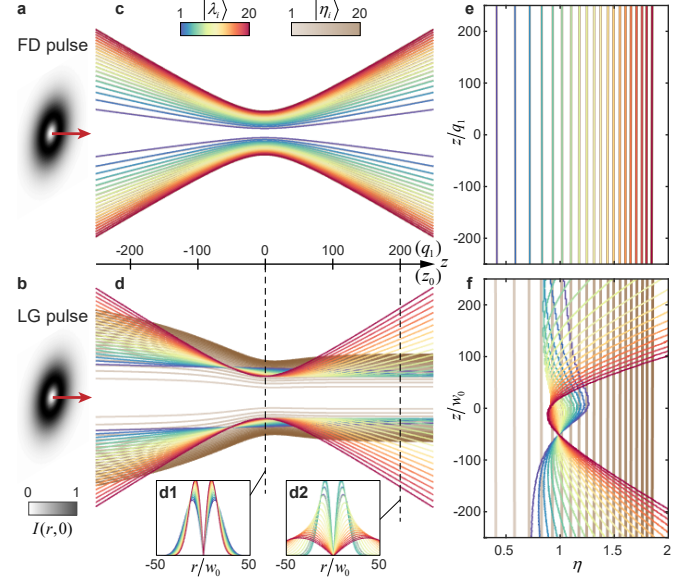 a
c
1 |λᵢ⟩ 20
1 |ηᵢ⟩ 20
e
FD pulse
200
100
0
-100
-200
z/q₁
-200 -100 0 100 200
(q₁)
z
(z₀)
b
d
f
LG pulse
200
100
0
-100
-200
z/w₀
0 1
I(r,0)
d1
-50 r/w₀ 50
d2
-50 r/w₀ 50
0.5 1 1.5 2
η